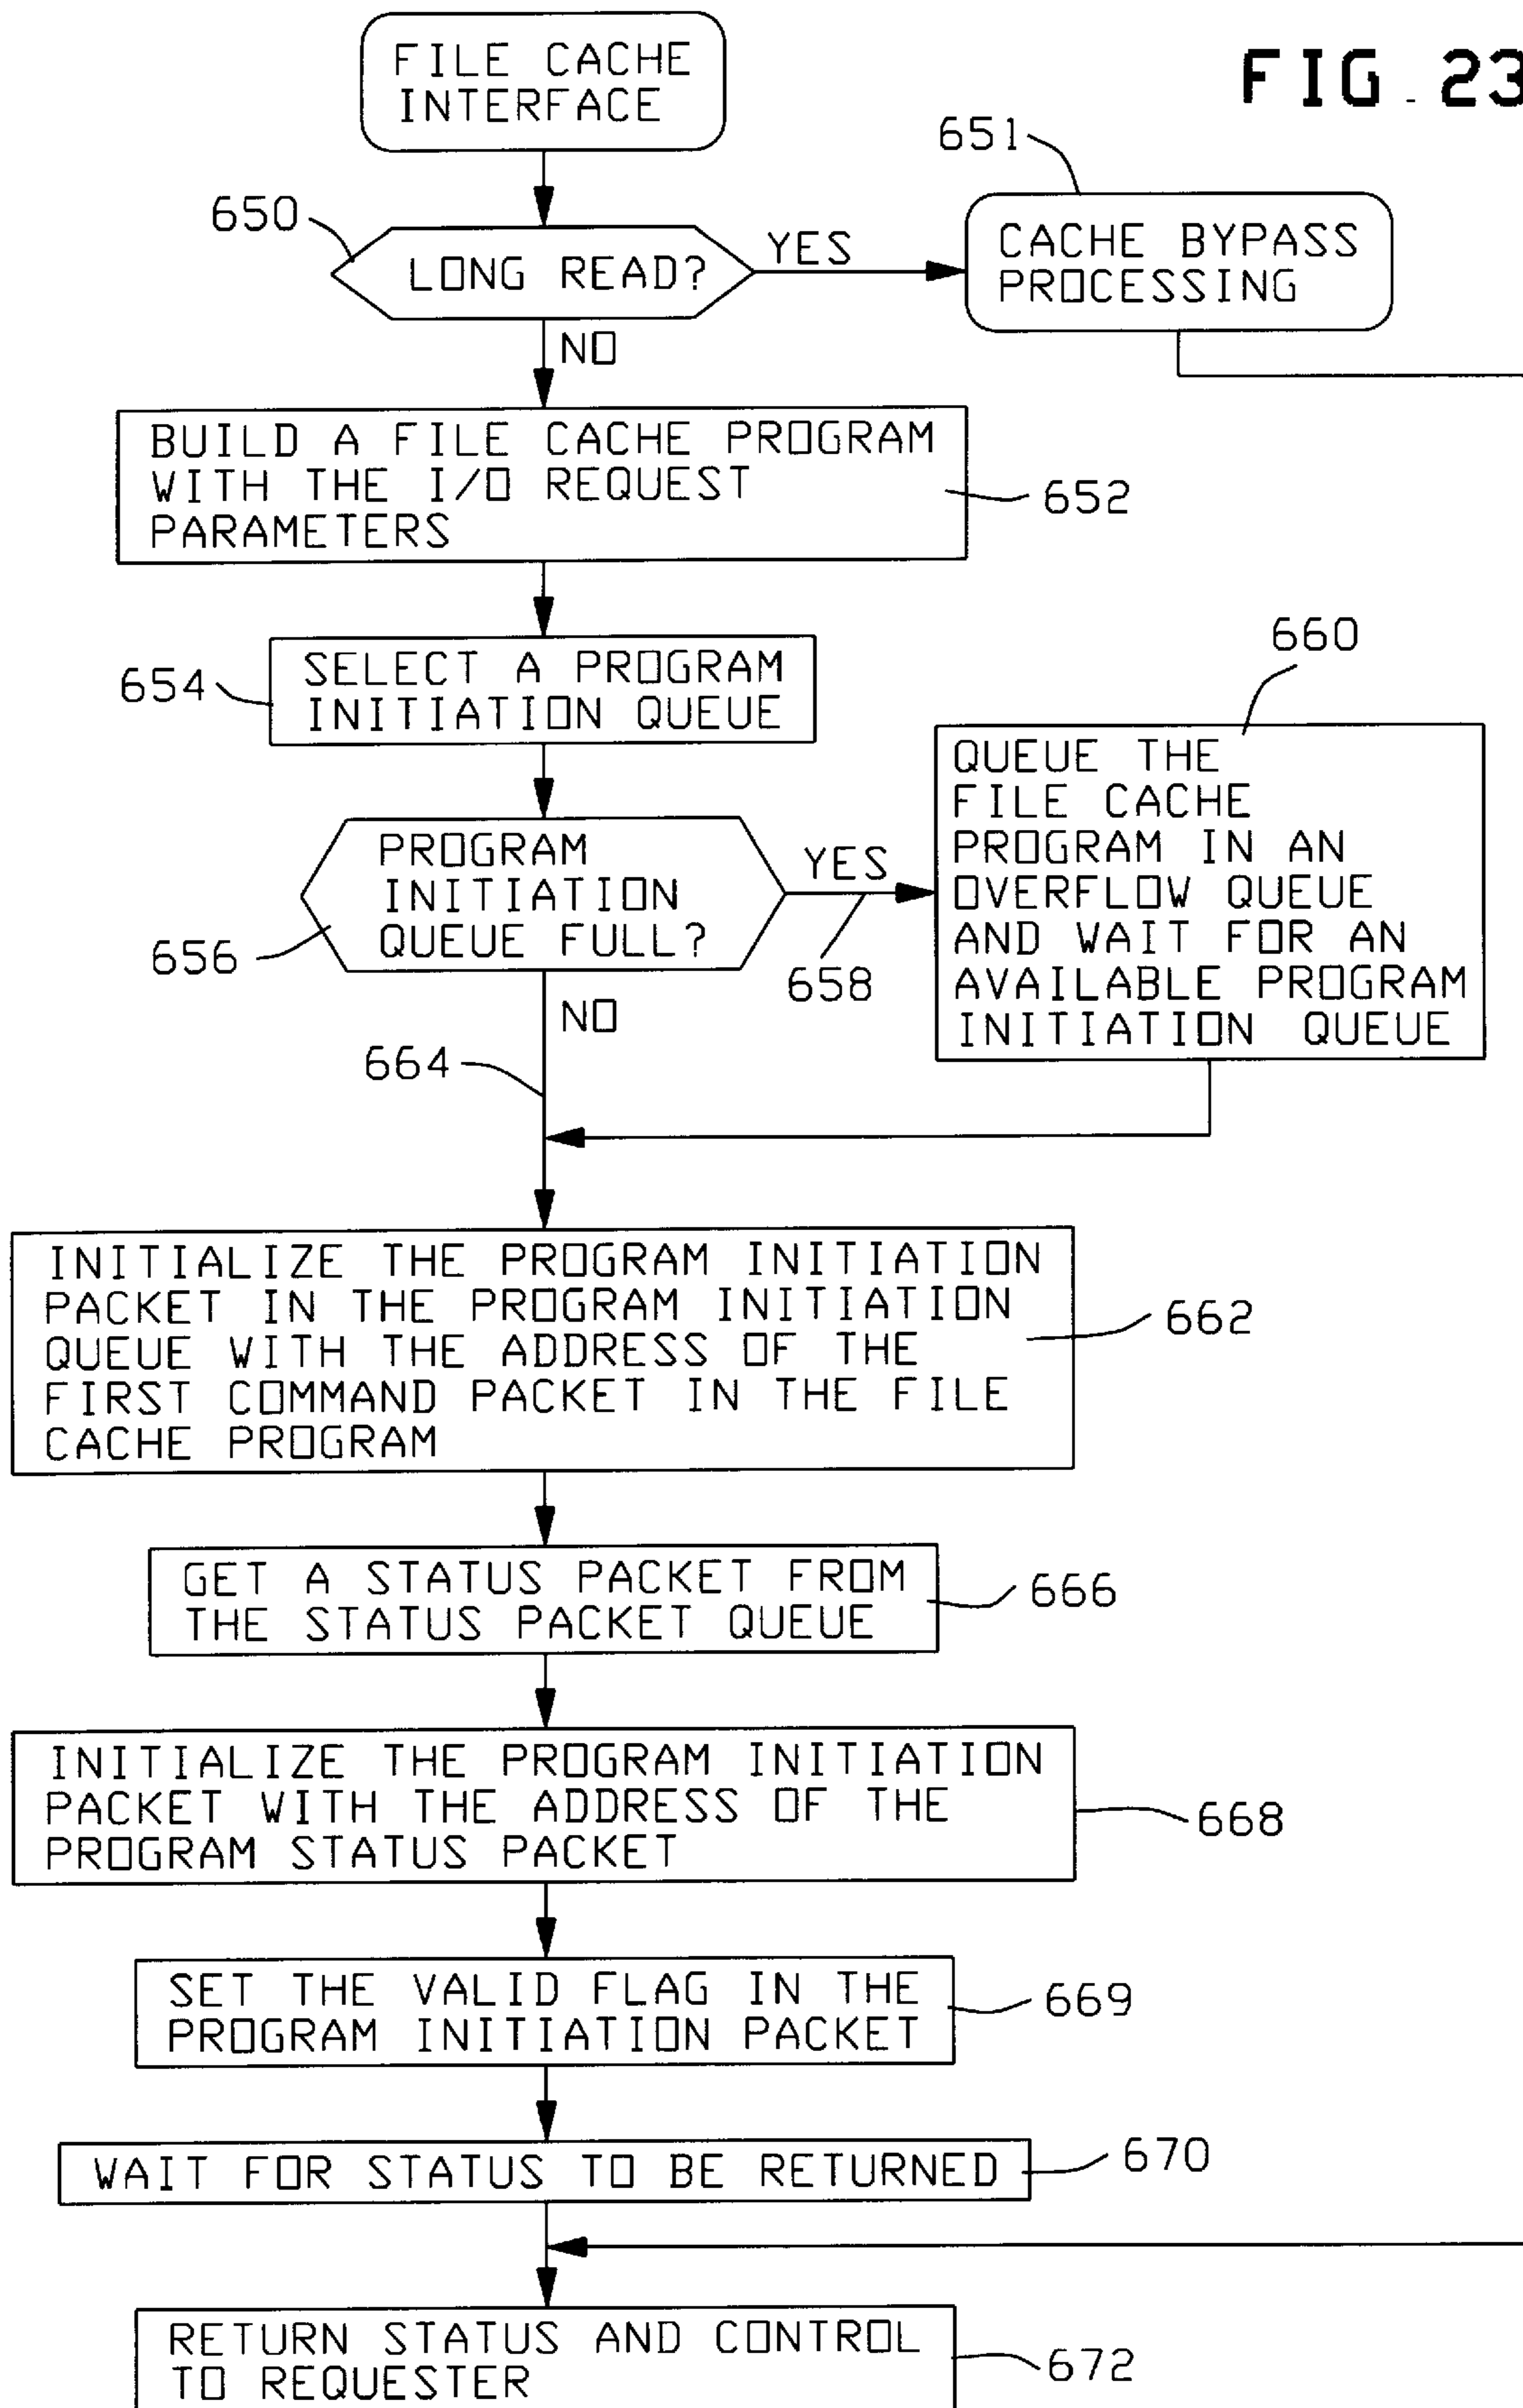 FILE CACHE
INTERFACE
FIG. 23
651
650
LONG READ?
YES
CACHE BYPASS
PROCESSING
NO
BUILD A FILE CACHE PROGRAM
WITH THE I/O REQUEST
PARAMETERS
652
654
SELECT A PROGRAM
INITIATION QUEUE
660
QUEUE THE
FILE CACHE
PROGRAM IN AN
OVERFLOW QUEUE
AND WAIT FOR AN
AVAILABLE PROGRAM
INITIATION QUEUE
PROGRAM
INITIATION
QUEUE FULL?
YES
656
658
NO
664
INITIALIZE THE PROGRAM INITIATION
PACKET IN THE PROGRAM INITIATION
QUEUE WITH THE ADDRESS OF THE
FIRST COMMAND PACKET IN THE FILE
CACHE PROGRAM
662
GET A STATUS PACKET FROM
THE STATUS PACKET QUEUE
666
INITIALIZE THE PROGRAM INITIATION
PACKET WITH THE ADDRESS OF THE
PROGRAM STATUS PACKET
668
SET THE VALID FLAG IN THE
PROGRAM INITIATION PACKET
669
WAIT FOR STATUS TO BE RETURNED
670
RETURN STATUS AND CONTROL
TO REQUESTER
672